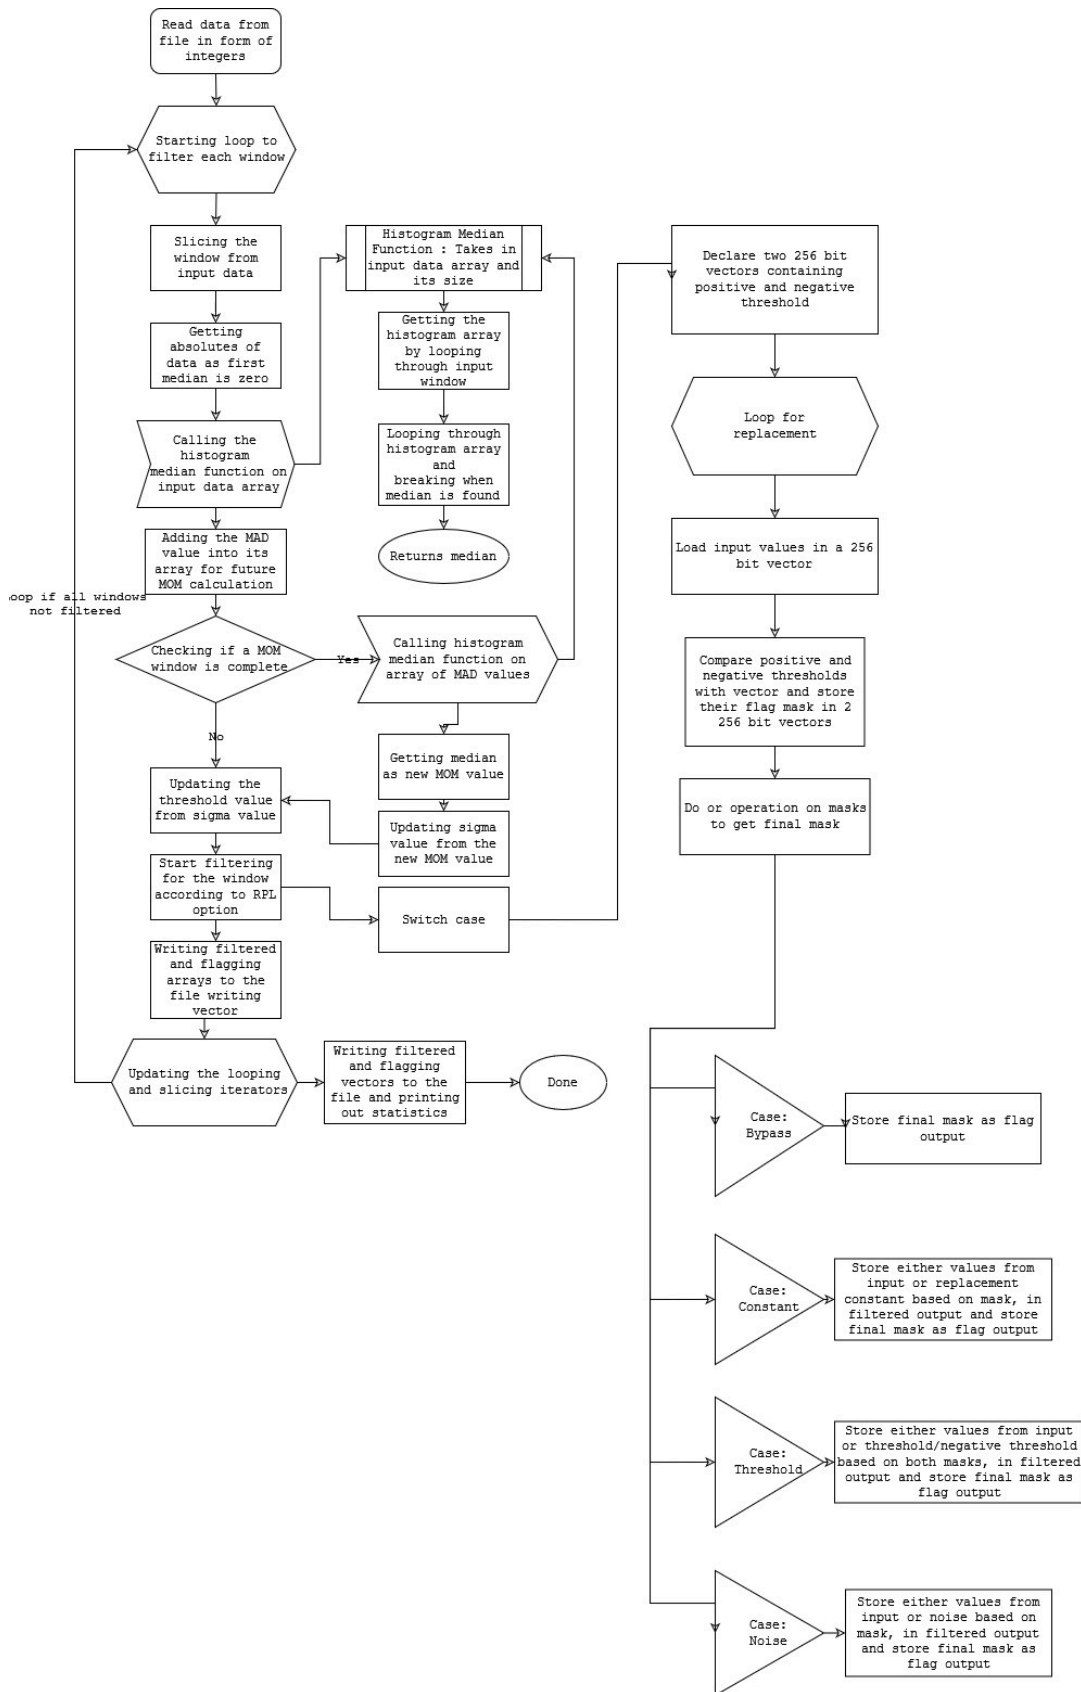 Read data from
file in form of
integers
Starting loop to
filter each window
Slicing the
window from
input data
Getting
absolutes of
data as first
median is zero
Calling the
histogram
median function on
input data array
Adding the MAD
value into its
array for future
MOM calculation
loop if all windows
not filtered
Checking if a MOM
window is complete
Yes
No
Updating the
threshold value
from sigma value
Start filtering
for the window
according to RPL
option
Writing filtered
and flagging
arrays to the
file writing
vector
Updating the looping
and slicing iterators
Histogram Median
Function : Takes in
input data array and
its size
Getting the
histogram array
by looping
through input
window
Looping through
histogram array
and
breaking when
median is found
Returns median
Calling histogram
median function on
array of MAD values
Getting median
as new MOM value
Updating sigma
value from the
new MOM value
Switch case
Writing filtered
and flagging
vectors to the
file and printing
out statistics
Done
Declare two 256 bit
vectors containing
positive and negative
threshold
Loop for
replacement
Load input values in a 256
bit vector
Compare positive and
negative thresholds
with vector and store
their flag mask in 2
256 bit vectors
Do or operation on masks
to get final mask
Case:
Bypass
Store final mask as flag
output
Case:
Constant
Store either values from
input or replacement
constant based on mask, in
filtered output and store
final mask as flag output
Case:
Threshold
Store either values from input
or threshold/negative threshold
based on both masks, in filtered
output and store final mask as
flag output
Case:
Noise
Store either values from
input or noise based on
mask, in filtered output
and store final mask as
flag output